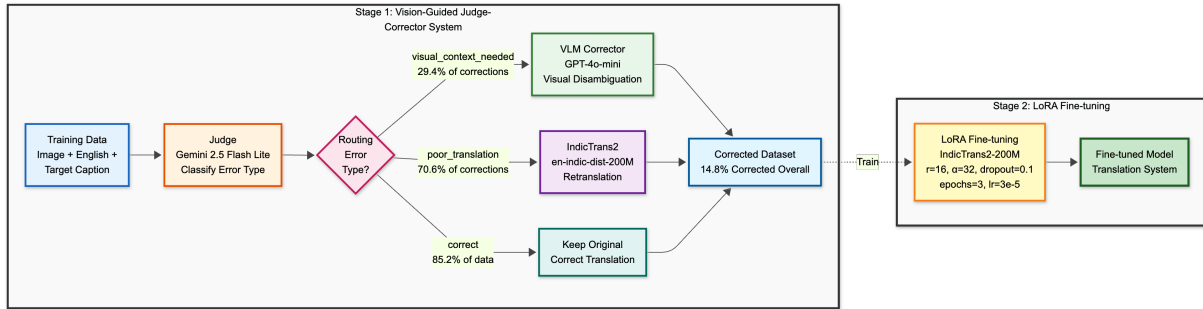 Stage 1: Vision-Guided Judge-
Corrector System
Training Data
Image + English +
Target Caption
Judge
Gemini 2.5 Flash Lite
Classify Error Type
Routing
Error
Type?
visual_context_needed
29.4% of corrections
poor_translation
70.6% of corrections
correct
85.2% of data
VLM Corrector
GPT-4o-mini
Visual Disambiguation
IndicTrans2
en-indic-dist-200M
Retranslation
Keep Original
Correct Translation
Corrected Dataset
14.8% Corrected Overall
Train
Stage 2: LoRA Fine-tuning
LoRA Fine-tuning
IndicTrans2-200M
r=16, α=32, dropout=0.1
epochs=3, lr=3e-5
Fine-tuned Model
Translation System